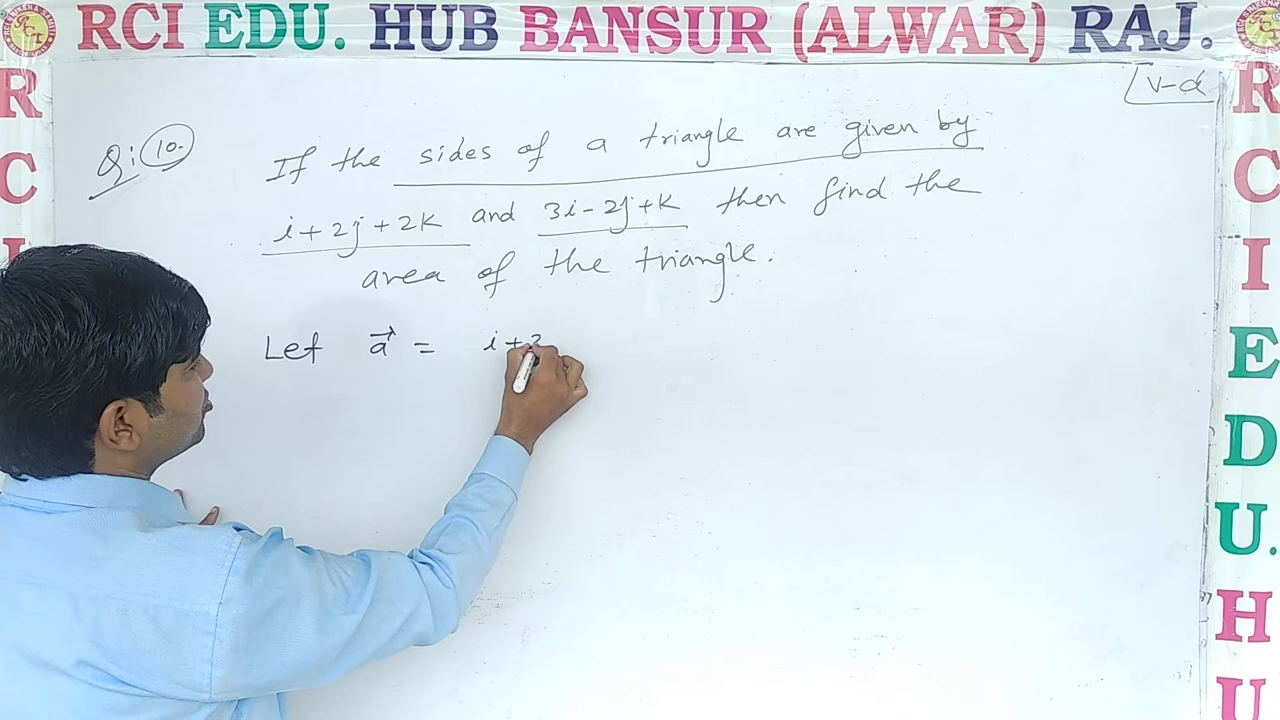 RCI EDU. HUB BANSUR (ALWAR) RAJ.
R
C
I
Q: 10. If the sides of a triangle are given by
i+2j+2k and 3i-2j+k then find the
area of the triangle.
Let a⃗ = i+2
R
C
I
E
D
U.
H
U